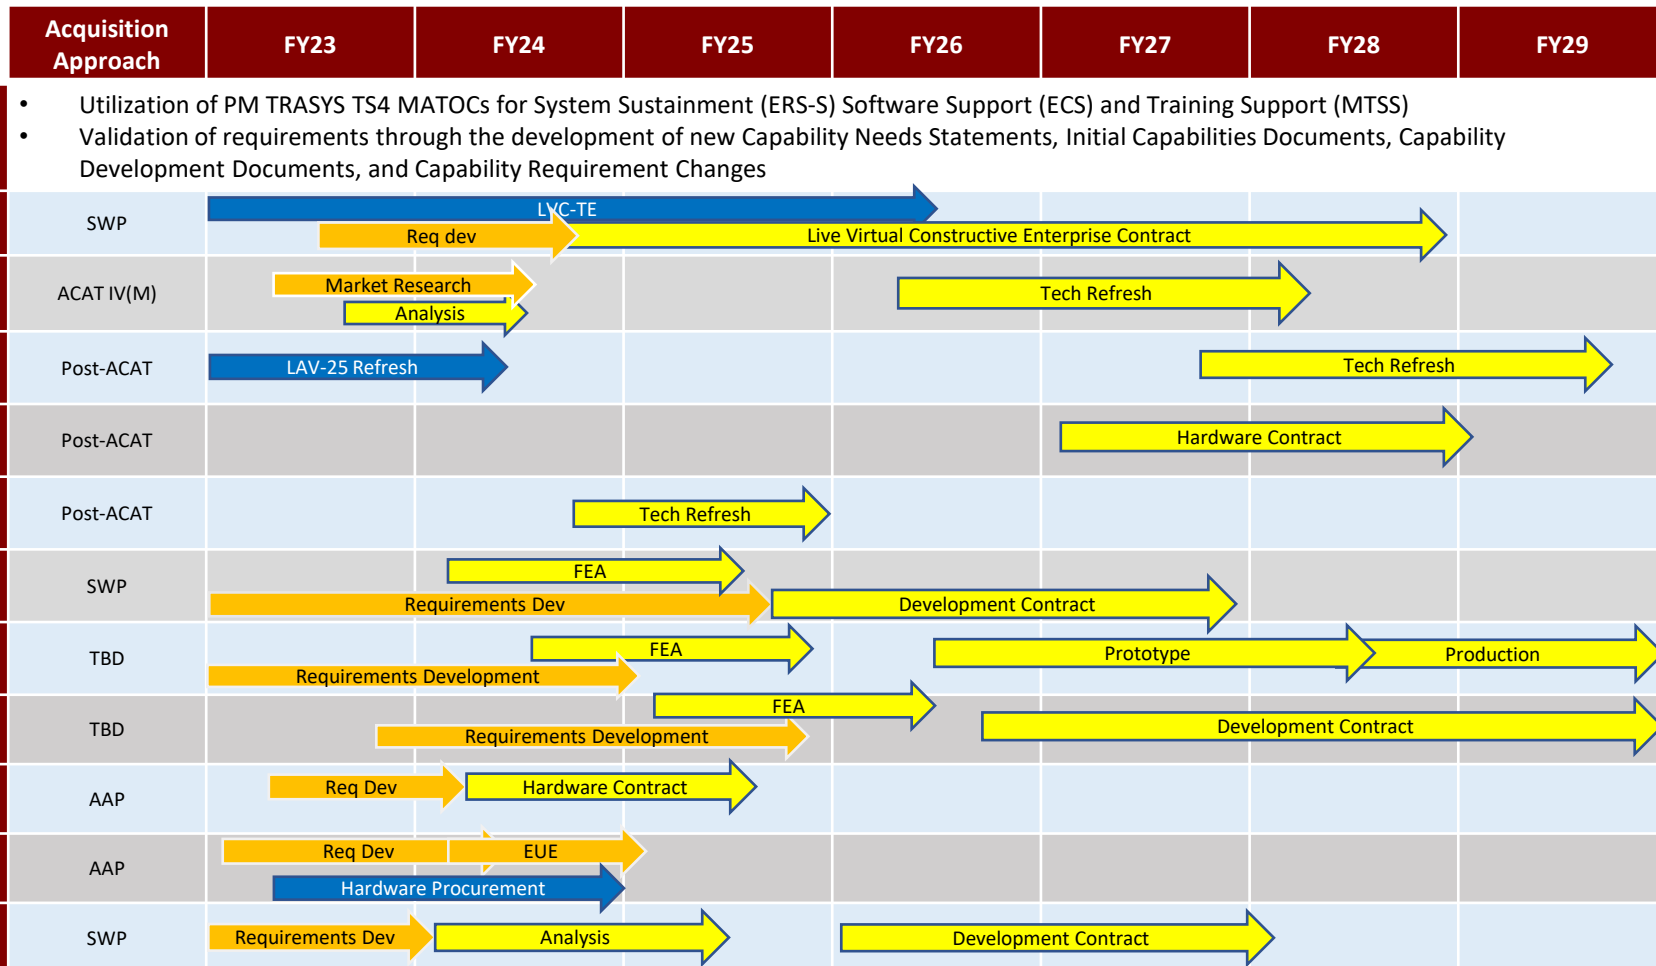 Acquisition
Approach
FY23
FY24
FY25
FY26
FY27
FY28
FY29
• Utilization of PM TRASYS TS4 MATOCs for System Sustainment (ERS-S) Software Support (ECS) and Training Support (MTSS)
• Validation of requirements through the development of new Capability Needs Statements, Initial Capabilities Documents, Capability
Development Documents, and Capability Requirement Changes
SWP
LVC-TE
Req dev
Live Virtual Constructive Enterprise Contract
ACAT IV(M)
Market Research
Analysis
Tech Refresh
Post-ACAT
LAV-25 Refresh
Tech Refresh
Post-ACAT
Hardware Contract
Post-ACAT
Tech Refresh
SWP
FEA
Requirements Dev
Development Contract
TBD
FEA
Requirements Development
Prototype
Production
TBD
FEA
Requirements Development
Development Contract
AAP
Req Dev
Hardware Contract
AAP
Req Dev
EUE
Hardware Procurement
SWP
Requirements Dev
Analysis
Development Contract